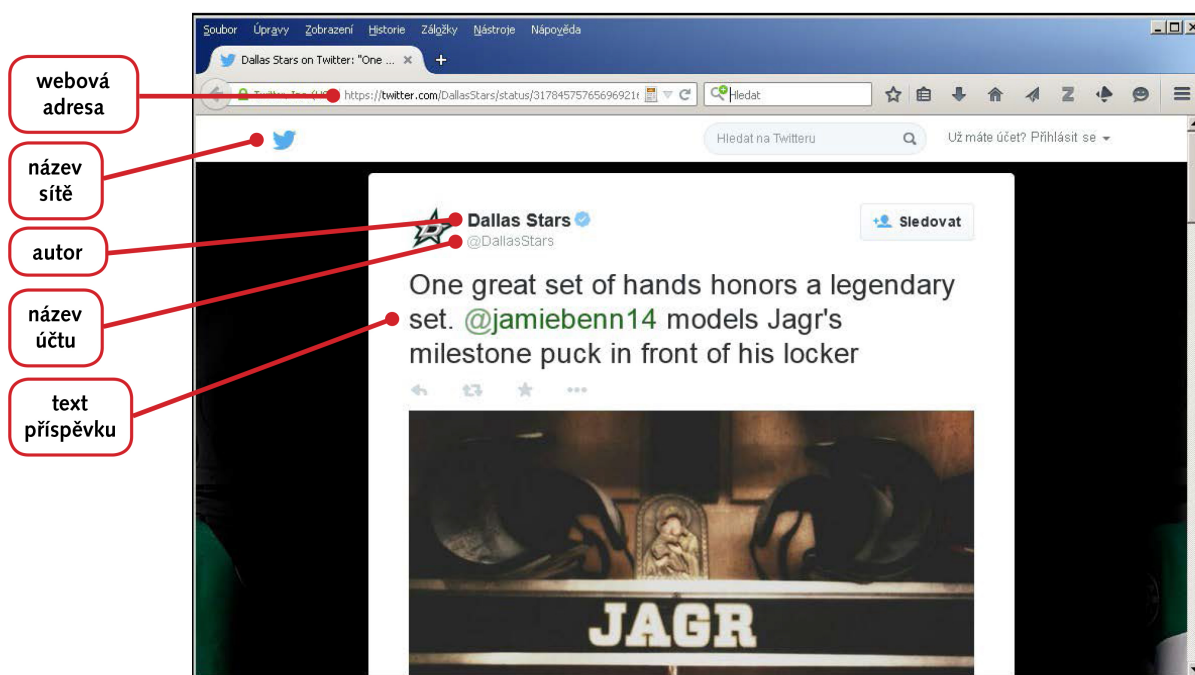 Soubor Úpravy Zobrazení Historie Záložky Nástroje Nápověda
Dallas Stars on Twitter: "One ... ×
webová
adresa
https://twitter.com/DallasStars/status/31784575765696921
Hledat
název
sítě
Hledat na Twitteru
Už máte účet? Přihlásit se
autor
Dallas Stars
@DallasStars
Sledovat
název
účtu
One great set of hands honors a legendary
set. @jamiebenn14 models Jagr's
milestone puck in front of his locker
text
příspěvku
JAGR